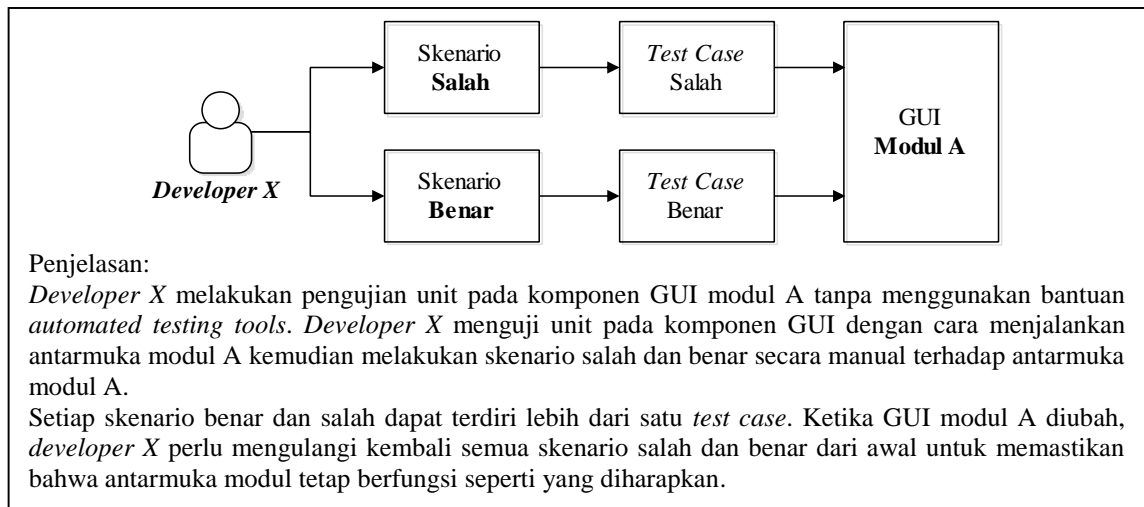 Skenario
Salah
Test Case
Salah
GUI
Modul A
Developer X
Skenario
Benar
Test Case
Benar
Penjelasan:
Developer X melakukan pengujian unit pada komponen GUI modul A tanpa menggunakan bantuan
automated testing tools. Developer X menguji unit pada komponen GUI dengan cara menjalankan
antarmuka modul A kemudian melakukan skenario salah dan benar secara manual terhadap antarmuka
modul A.
Setiap skenario benar dan salah dapat terdiri lebih dari satu test case. Ketika GUI modul A diubah,
developer X perlu mengulangi kembali semua skenario salah dan benar dari awal untuk memastikan
bahwa antarmuka modul tetap berfungsi seperti yang diharapkan.